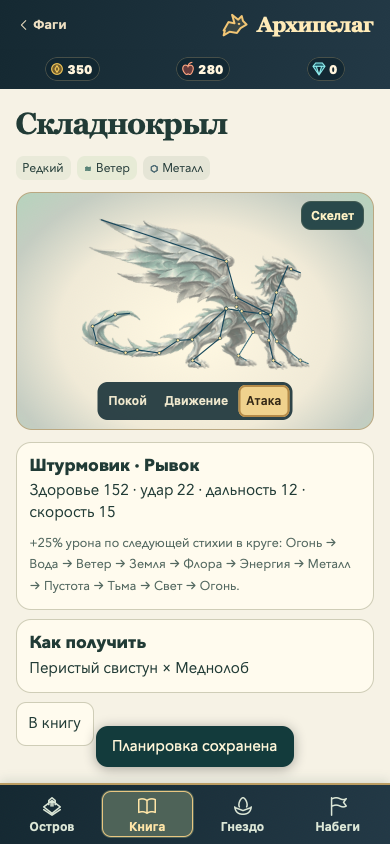 Фаги
Архипелаг
350
280
0
Складнокрыл
Редкий
Ветер
Металл
Скелет
Покой
Движение
Атака
Штурмовик · Рывок
Здоровье 152 · удар 22 · дальность 12 ·
скорость 15
+25% урона по следующей стихии в круге: Огонь →
Вода → Ветер → Земля → Флора → Энергия → Металл
→ Пустота → Тьма → Свет → Огонь.
Как получить
Перистый свистун × Меднолоб
В книгу
Планировка сохранена
Остров
Книга
Гнездо
Набеги